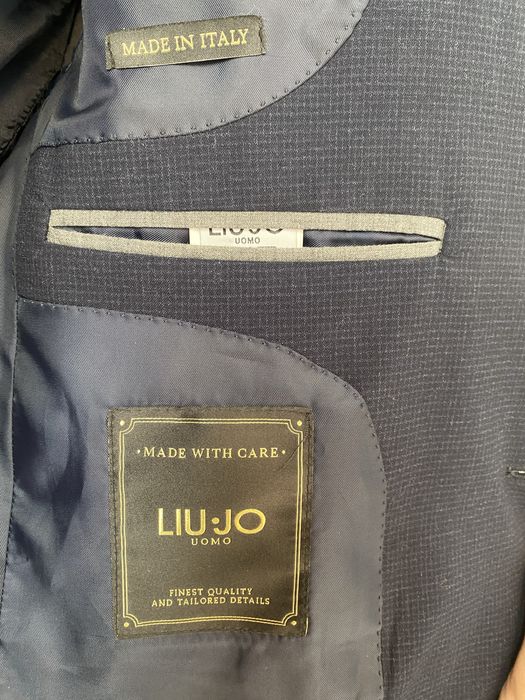 MADE IN ITALY
LIU·JO
UOMO
• MADE WITH CARE •
LIU·JO
UOMO
FINEST QUALITY
AND TAILORED DETAILS